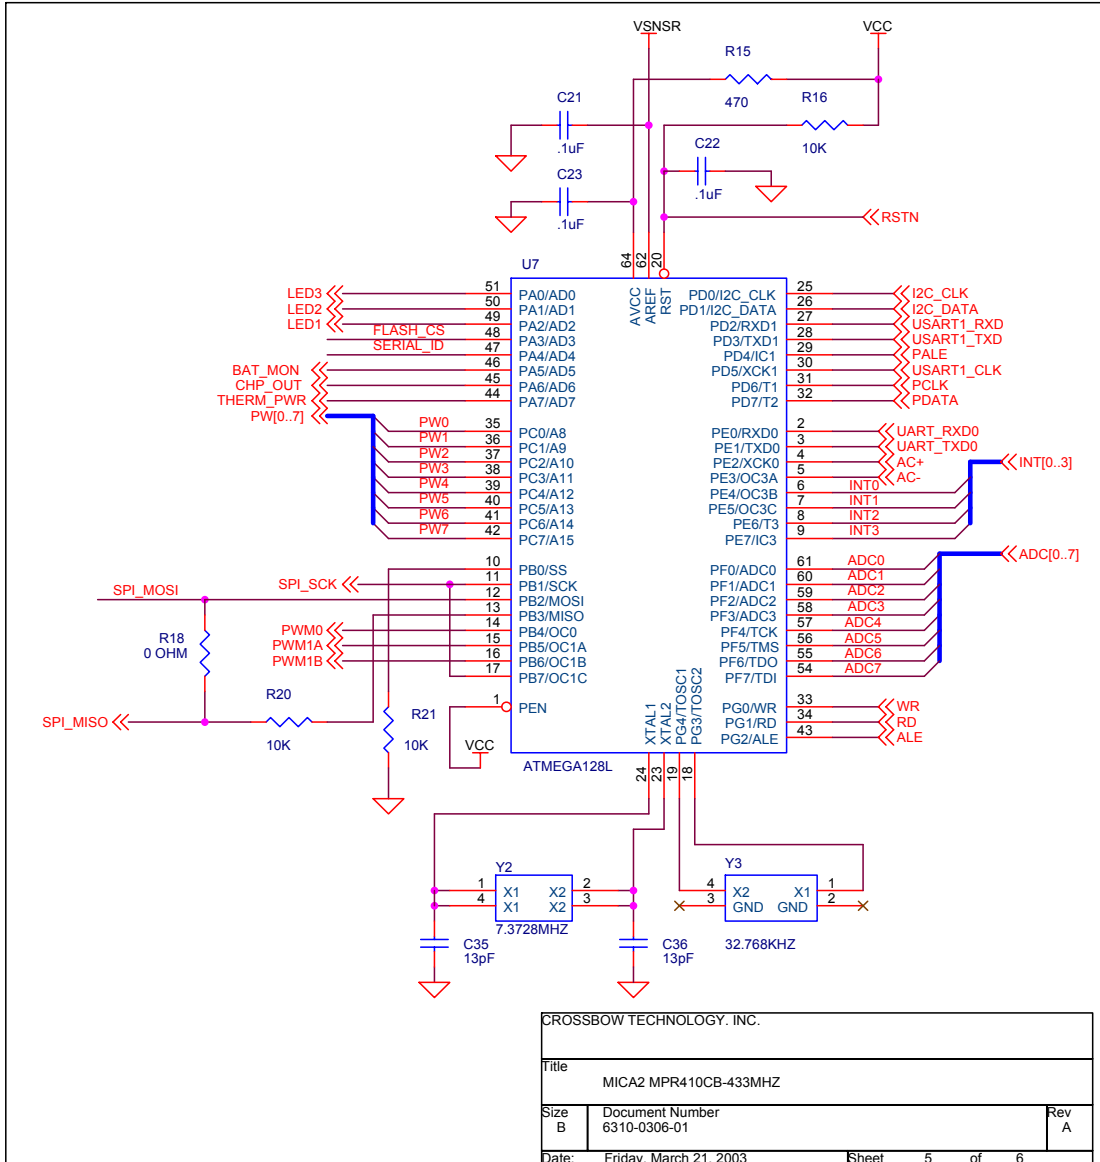 VSNSR
VCC
R15
470
R16
10K
C21
.1uF
C22
.1uF
C23
.1uF
RSTN
U7
64
62
20
AVCC
AREF
RST
LED3 51 PA0/AD0
LED2 50 PA1/AD1
LED1 49 PA2/AD2
FLASH_CS 48 PA3/AD3
SERIAL_ID 47 PA4/AD4
BAT_MON 46 PA5/AD5
CHP_OUT 45 PA6/AD6
THERM_PWR 44 PA7/AD7
PW[0..7]
PW0 35 PC0/A8
PW1 36 PC1/A9
PW2 37 PC2/A10
PW3 38 PC3/A11
PW4 39 PC4/A12
PW5 40 PC5/A13
PW6 41 PC6/A14
PW7 42 PC7/A15
10 PB0/SS
SPI_SCK 11 PB1/SCK
SPI_MOSI 12 PB2/MOSI
13 PB3/MISO
PWM0 14 PB4/OC0
PWM1A 15 PB5/OC1A
PWM1B 16 PB6/OC1B
17 PB7/OC1C
1 PEN
R18
0 OHM
SPI_MISO
R20
10K
R21
10K
VCC
PD0/I2C_CLK 25 I2C_CLK
PD1/I2C_DATA 26 I2C_DATA
PD2/RXD1 27 USART1_RXD
PD3/TXD1 28 USART1_TXD
PD4/IC1 29 PALE
PD5/XCK1 30 USART1_CLK
PD6/T1 31 PCLK
PD7/T2 32 PDATA
PE0/RXD0 2 UART_RXD0
PE1/TXD0 3 UART_TXD0
PE2/XCK0 4 AC+
PE3/OC3A 5 AC-
PE4/OC3B 6 INT0
PE5/OC3C 7 INT1
PE6/T3 8 INT2
PE7/IC3 9 INT3
INT[0..3]
PF0/ADC0 61 ADC0
PF1/ADC1 60 ADC1
PF2/ADC2 59 ADC2
PF3/ADC3 58 ADC3
PF4/TCK 57 ADC4
PF5/TMS 56 ADC5
PF6/TDO 55 ADC6
PF7/TDI 54 ADC7
ADC[0..7]
PG0/WR 33 WR
PG1/RD 34 RD
PG2/ALE 43 ALE
XTAL1
XTAL2
PG4/TOSC1
PG3/TOSC2
ATMEGA128L
24
23
19
18
Y2
1 X1 X2 2
4 X1 X2 3
7.3728MHZ
C35
13pF
C36
13pF
Y3
4 X2 X1 1
3 GND GND 2
32.768KHZ
CROSSBOW TECHNOLOGY. INC.
Title
MICA2 MPR410CB-433MHZ
Size Document Number Rev
B 6310-0306-01 A
Date: Friday, March 21, 2003 Sheet 5 of 6